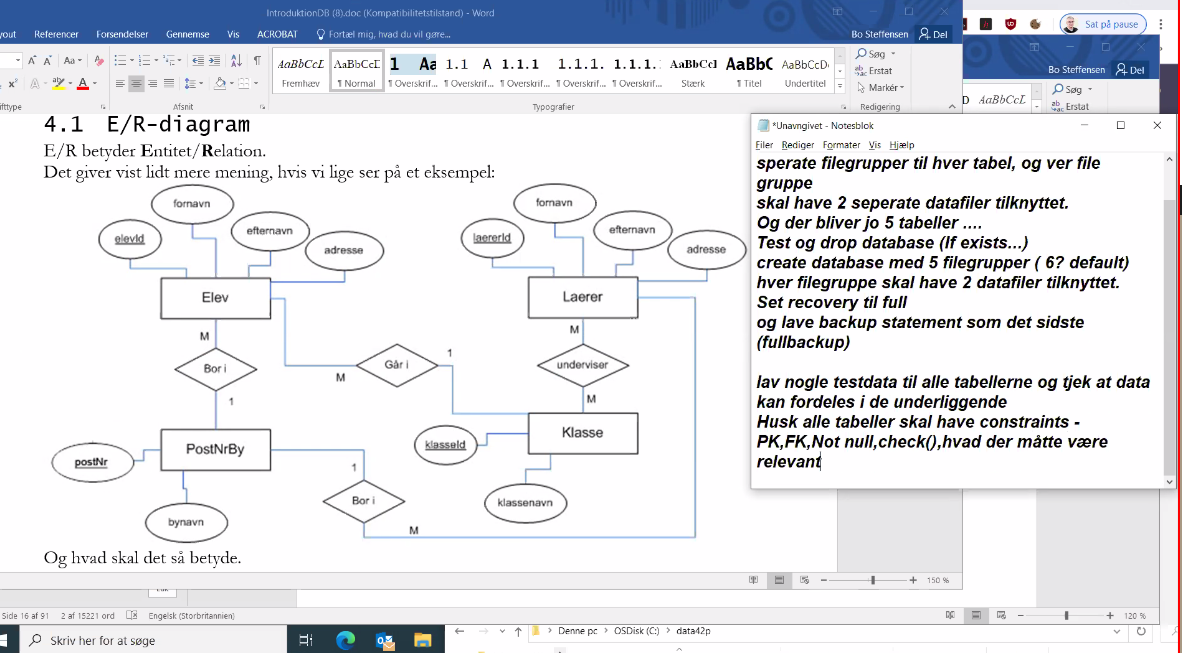 IntroduktionDB (8).doc (Kompatibilitetstilstand) - Word
Sat på pause
yout Referencer Forsendelser Gennemse Vis ACROBAT Fortæl mig, hvad du vil gøre...
Bo Steffensen Del
Bo Steffensen Del
Aa
AaBbCcL AaBbCcL 1 Aa 1.1 A 1.1.1 1.1.1. 1.1.1: AaBbCcI AaBbC AaBbCcDi
Fremhæv ¶ Normal ¶ Overskrif... ¶ Overskrif... ¶ Overskrif... ¶ Overskrif... ¶ Overskrif... Stærk ¶ Titel Undertitel
Søg
Erstat
Markér
Søg
Erstat
D AaBbCcL
ifttype Afsnit Typografier Redigering
4.1 E/R-diagram
E/R betyder Entitet/Relation.
Det giver vist lidt mere mening, hvis vi lige ser på et eksempel:
fornavn
elevId
efternavn
adresse
Elev
fornavn
laererId
efternavn
adresse
Laerer
M
Bor i
1
M
Går i
1
M
underviser
M
PostNrBy
postNr
bynavn
1
Bor i
M
Klasse
klasseId
klassenavn
Og hvad skal det så betyde.
*Unavngivet - Notesblok
Filer Rediger Formater Vis Hjælp
sperate filegrupper til hver tabel, og ver file
gruppe
skal have 2 seperate datafiler tilknyttet.
Og der bliver jo 5 tabeller ....
Test og drop database (If exists...)
create database med 5 filegrupper ( 6? default)
hver filegruppe skal have 2 datafiler tilknyttet.
Set recovery til full
og lave backup statement som det sidste
(fullbackup)
lav nogle testdata til alle tabellerne og tjek at data
kan fordeles i de underliggende
Husk alle tabeller skal have constraints -
PK,FK,Not null,check(),hvad der måtte være
relevant
150 %
Side 16 af 91 2 af 15221 ord Engelsk (Storbritannien)
120 %
Skriv her for at søge
Denne pc > OSDisk (C:) > data42p